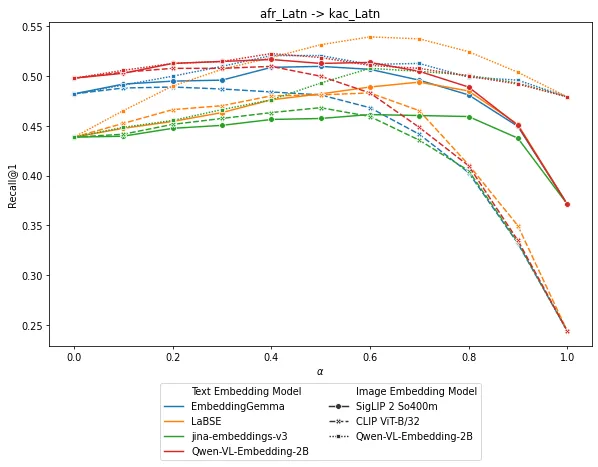 afr_Latn -> kac_Latn
Recall@1
0.55
0.50
0.45
0.40
0.35
0.30
0.25
0.0 0.2 0.4 0.6 0.8 1.0
α
Text Embedding Model
EmbeddingGemma
LaBSE
jina-embeddings-v3
Qwen-VL-Embedding-2B
Image Embedding Model
SigLIP 2 So400m
CLIP ViT-B/32
Qwen-VL-Embedding-2B